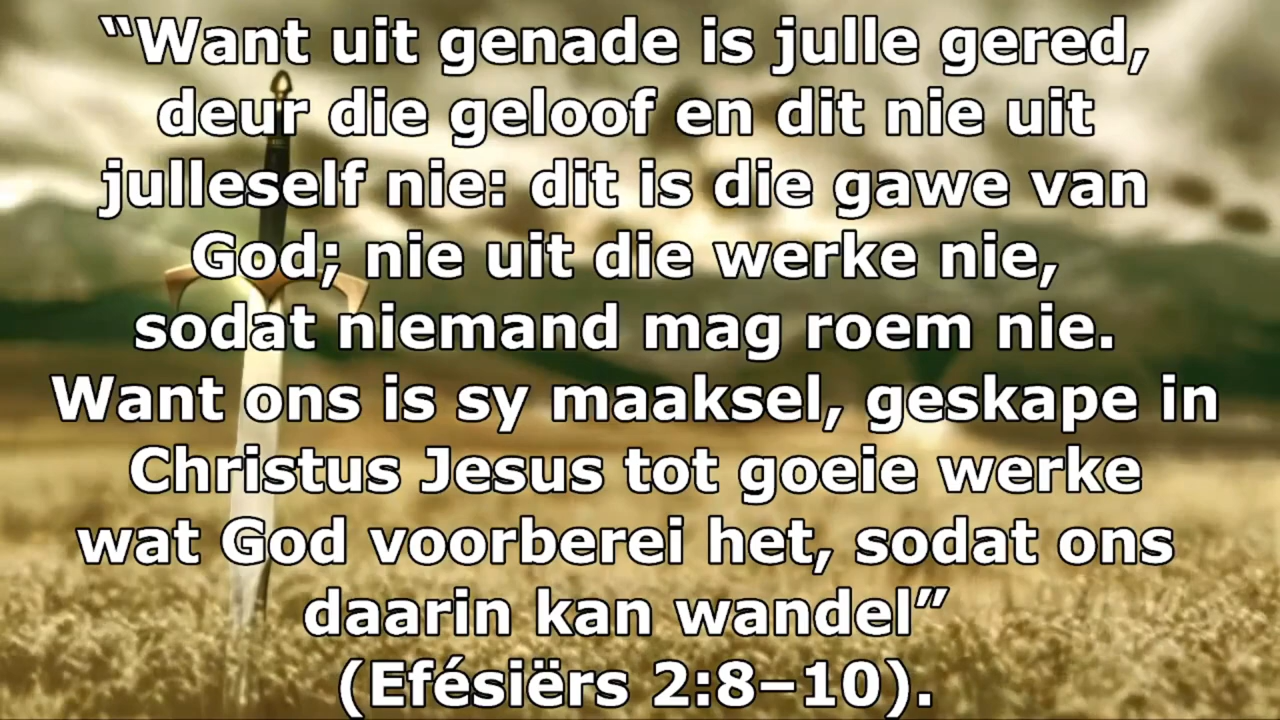 “Want uit genade is julle gered,
deur die geloof en dit nie uit
julleself nie: dit is die gawe van
God; nie uit die werke nie,
sodat niemand mag roem nie.
Want ons is sy maaksel, geskape in
Christus Jesus tot goeie werke
wat God voorberei het, sodat ons
daarin kan wandel”
(Efésiërs 2:8–10).